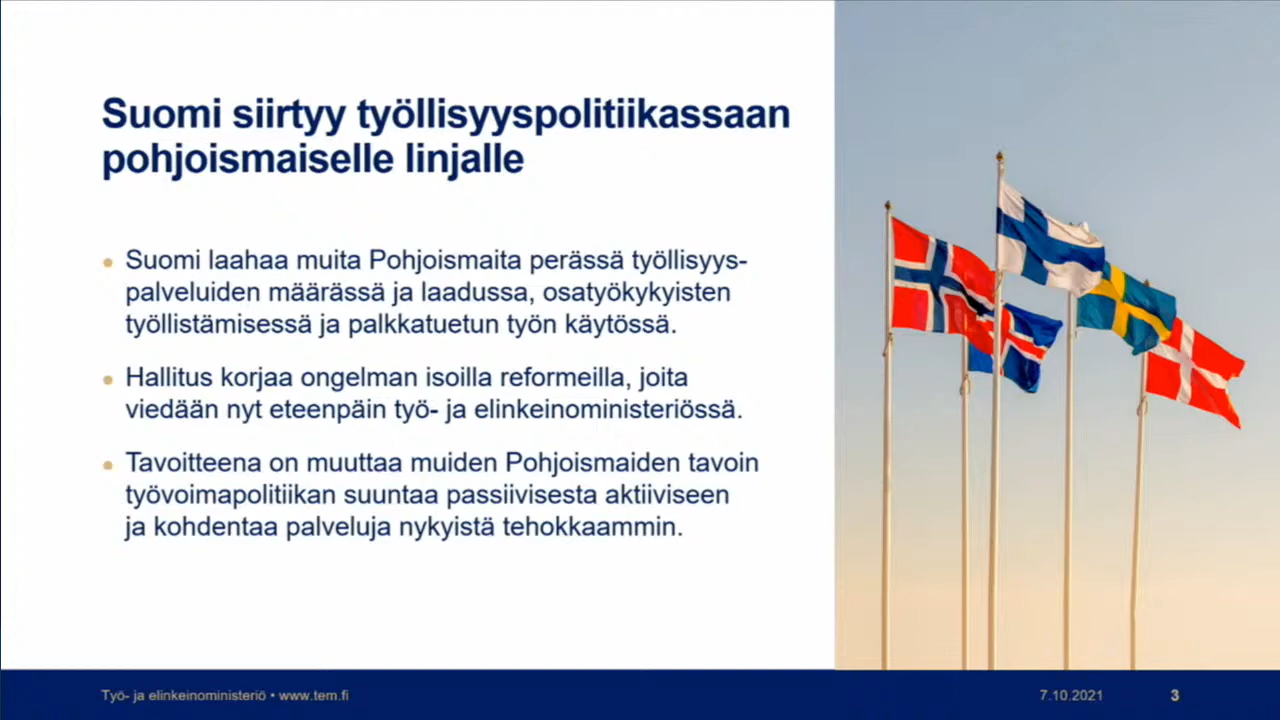 Suomi siirtyy työllisyyspolitiikassaan
pohjoismaiselle linjalle
• Suomi laahaa muita Pohjoismaita perässä työllisyys-
palveluiden määrässä ja laadussa, osatyökykyisten
työllistämisessä ja palkkatuetun työn käytössä.
• Hallitus korjaa ongelman isoilla reformeilla, joita
viedään nyt eteenpäin työ- ja elinkeinoministeriössä.
• Tavoitteena on muuttaa muiden Pohjoismaiden tavoin
työvoimapolitiikan suuntaa passiivisesta aktiiviseen
ja kohdentaa palveluja nykyistä tehokkaammin.
Työ- ja elinkeinoministeriö • www.tem.fi
7.10.2021
3